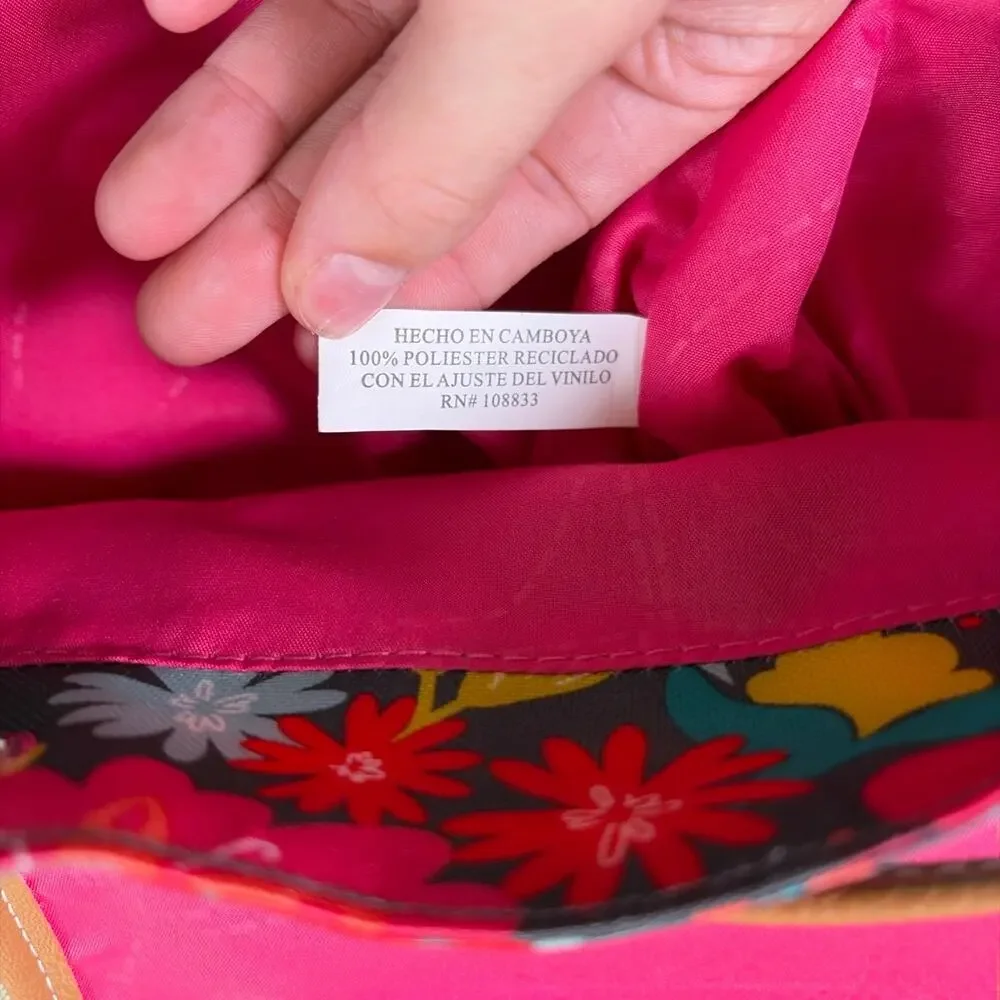 HECHO EN CAMBOYA
100% POLIESTER RECICLADO
CON EL AJUSTE DEL VINILO
RN# 108833